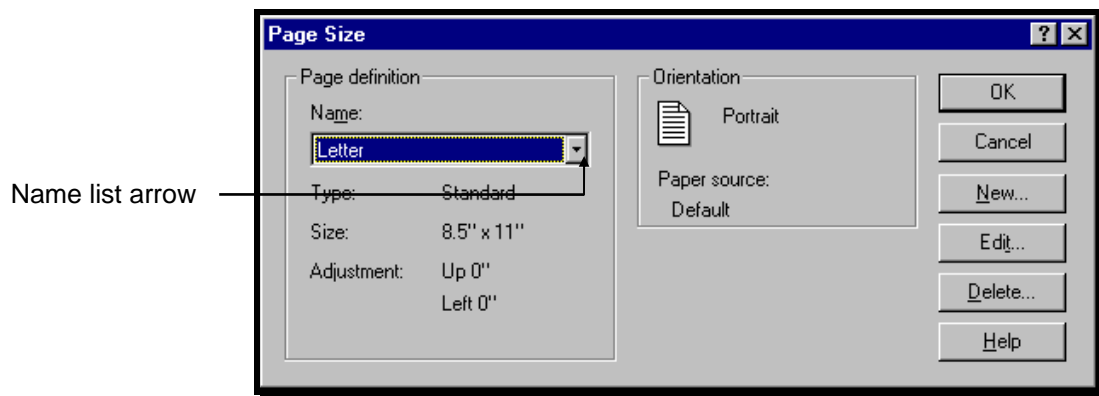 Page Size
Page definition
Name:
Letter
Name list arrow
Type: Standard
Size: 8.5" x 11"
Adjustment: Up 0"
Left 0"
Orientation
Portrait
Paper source:
Default
OK
Cancel
New...
Edit...
Delete...
Help